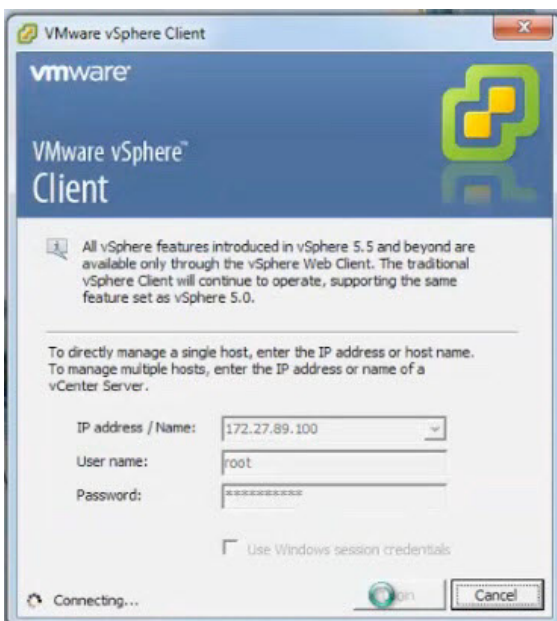 VMware vSphere Client
vmware
VMware vSphere™
Client
All vSphere features introduced in vSphere 5.5 and beyond are
available only through the vSphere Web Client. The traditional
vSphere Client will continue to operate, supporting the same
feature set as vSphere 5.0.
To directly manage a single host, enter the IP address or host name.
To manage multiple hosts, enter the IP address or name of a
vCenter Server.
IP address / Name: 172.27.89.100
User name: root
Password: **********
Use Windows session credentials
Connecting...
Cancel